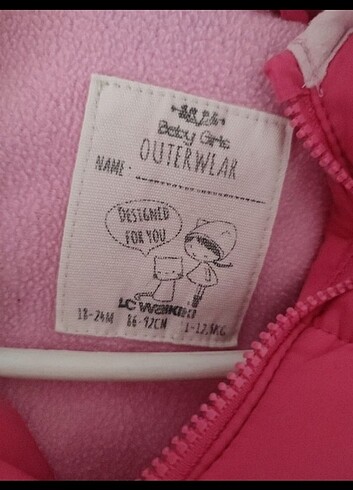 Baby Girls
OUTERWEAR
NAME:
DESIGNED
FOR YOU
LC WAIKIKI
18-24M 86-92CM